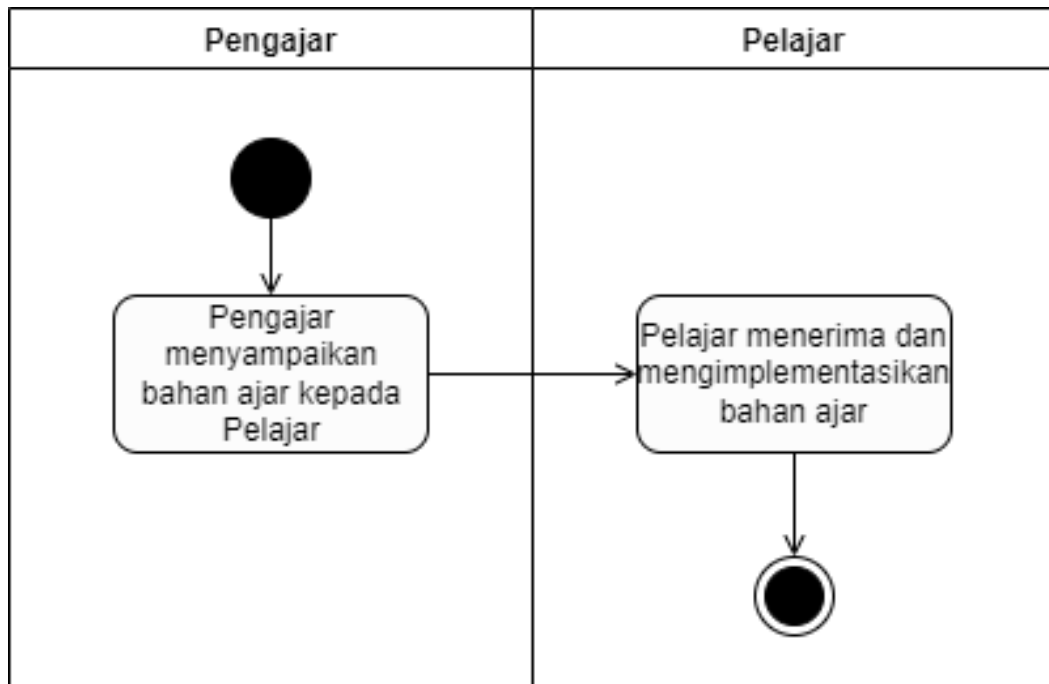 Pengajar
Pelajar
Pengajar
menyampaikan
bahan ajar kepada
Pelajar
Pelajar menerima dan
mengimplementasikan
bahan ajar